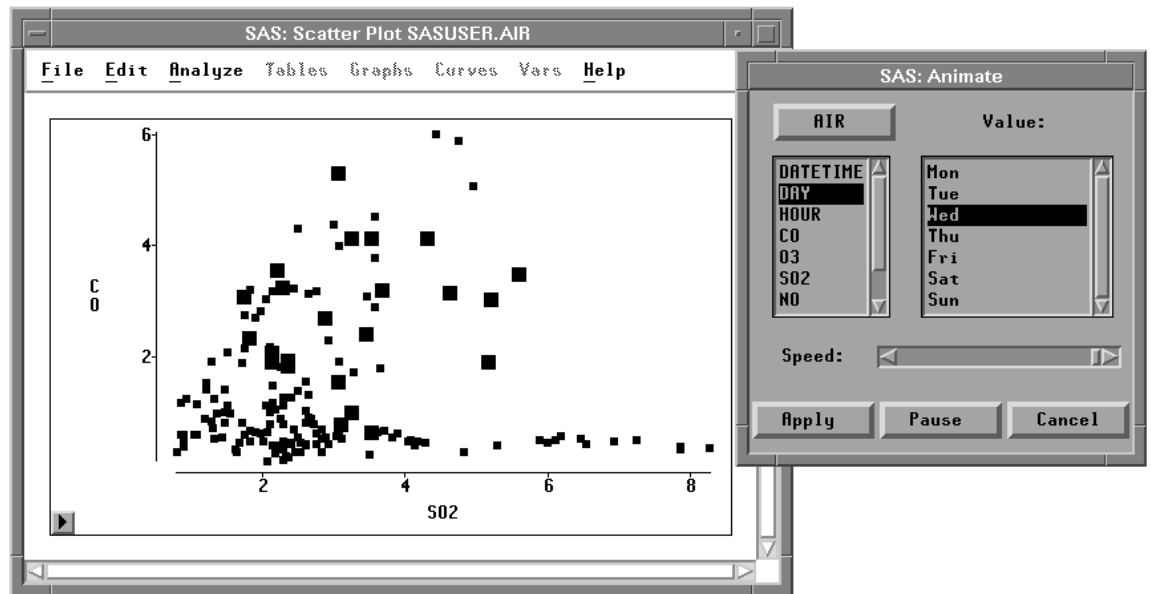 SAS: Scatter Plot SASUSER.AIR
File Edit Analyze Tables Graphs Curves Vars Help
6
4
2
C
O
2 4 6 8
SO2
SAS: Animate
AIR Value:
DATETIME
DAY
HOUR
CO
O3
SO2
NO
Mon
Tue
Wed
Thu
Fri
Sat
Sun
Speed:
Apply Pause Cancel